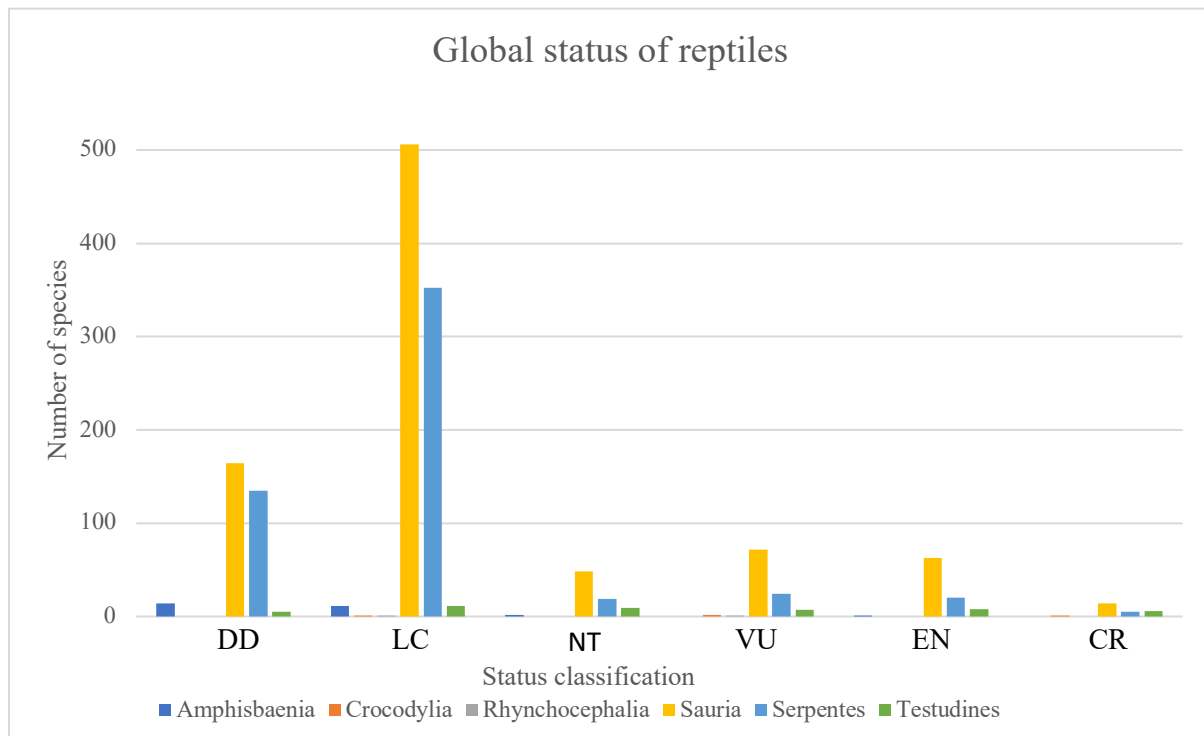 Global status of reptiles
Number of species
500
400
300
200
100
0
DD LC NT VU EN CR
Status classification
Amphisbaenia Crocodylia Rhynchocephalia Sauria Serpentes Testudines